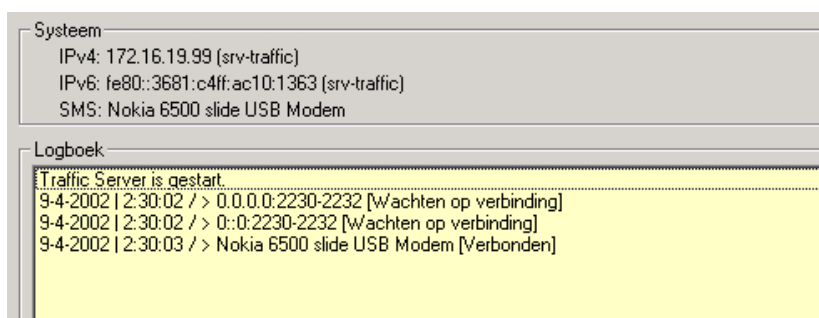 Systeem
IPv4: 172.16.19.99 (srv-traffic)
IPv6: fe80::3681:c4ff:ac10:1363 (srv-traffic)
SMS: Nokia 6500 slide USB Modem
Logboek
Traffic Server is gestart.
9-4-2002 | 2:30:02 / > 0.0.0.0:2230-2232 [Wachten op verbinding]
9-4-2002 | 2:30:02 / > 0::0:2230-2232 [Wachten op verbinding]
9-4-2002 | 2:30:03 / > Nokia 6500 slide USB Modem [Verbonden]